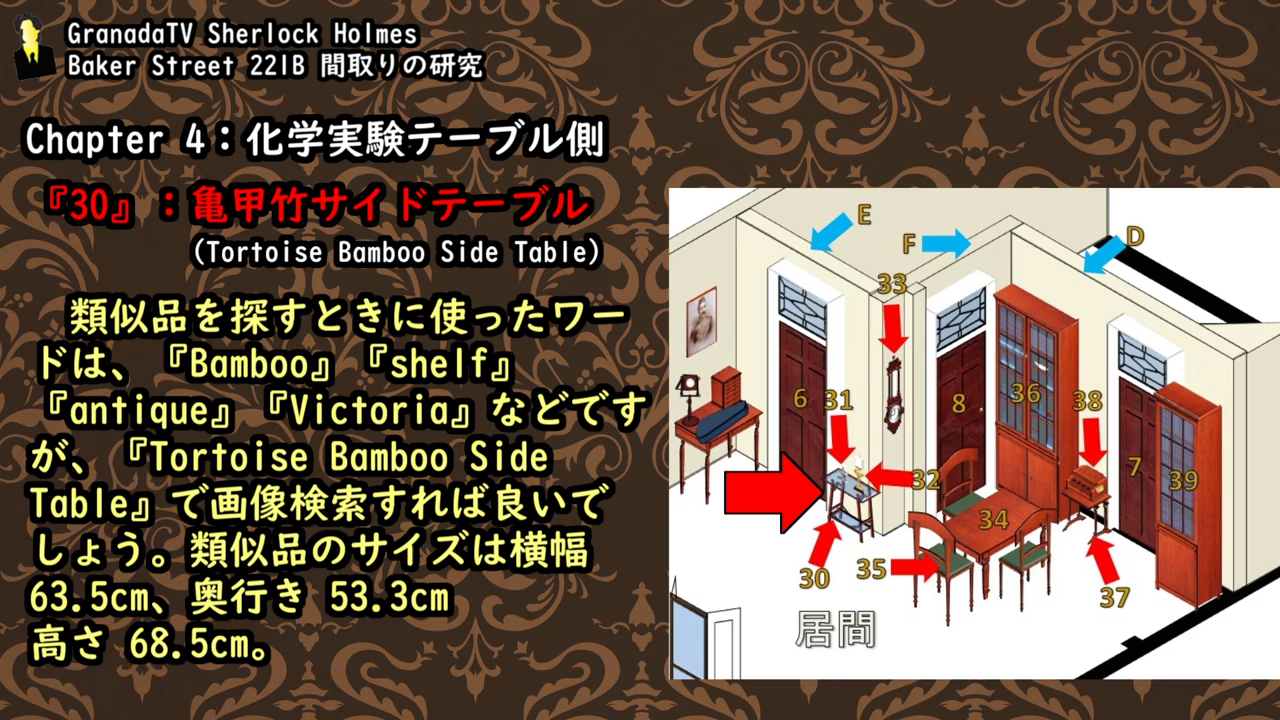 GranadaTV Sherlock Holmes
Baker Street 221B 間取りの研究
Chapter 4：化学実験テーブル側
『30』：亀甲竹サイドテーブル
（Tortoise Bamboo Side Table）
類似品を探すときに使ったワー
ドは、『Bamboo』『shelf』
『antique』『Victoria』などです
が、『Tortoise Bamboo Side
Table』で画像検索すれば良いで
しょう。類似品のサイズは横幅
63.5cm、奥行き 53.3cm
高さ 68.5cm。
E
F
D
33
6
31
8
36
38
7
39
32
34
30
35
37
居間